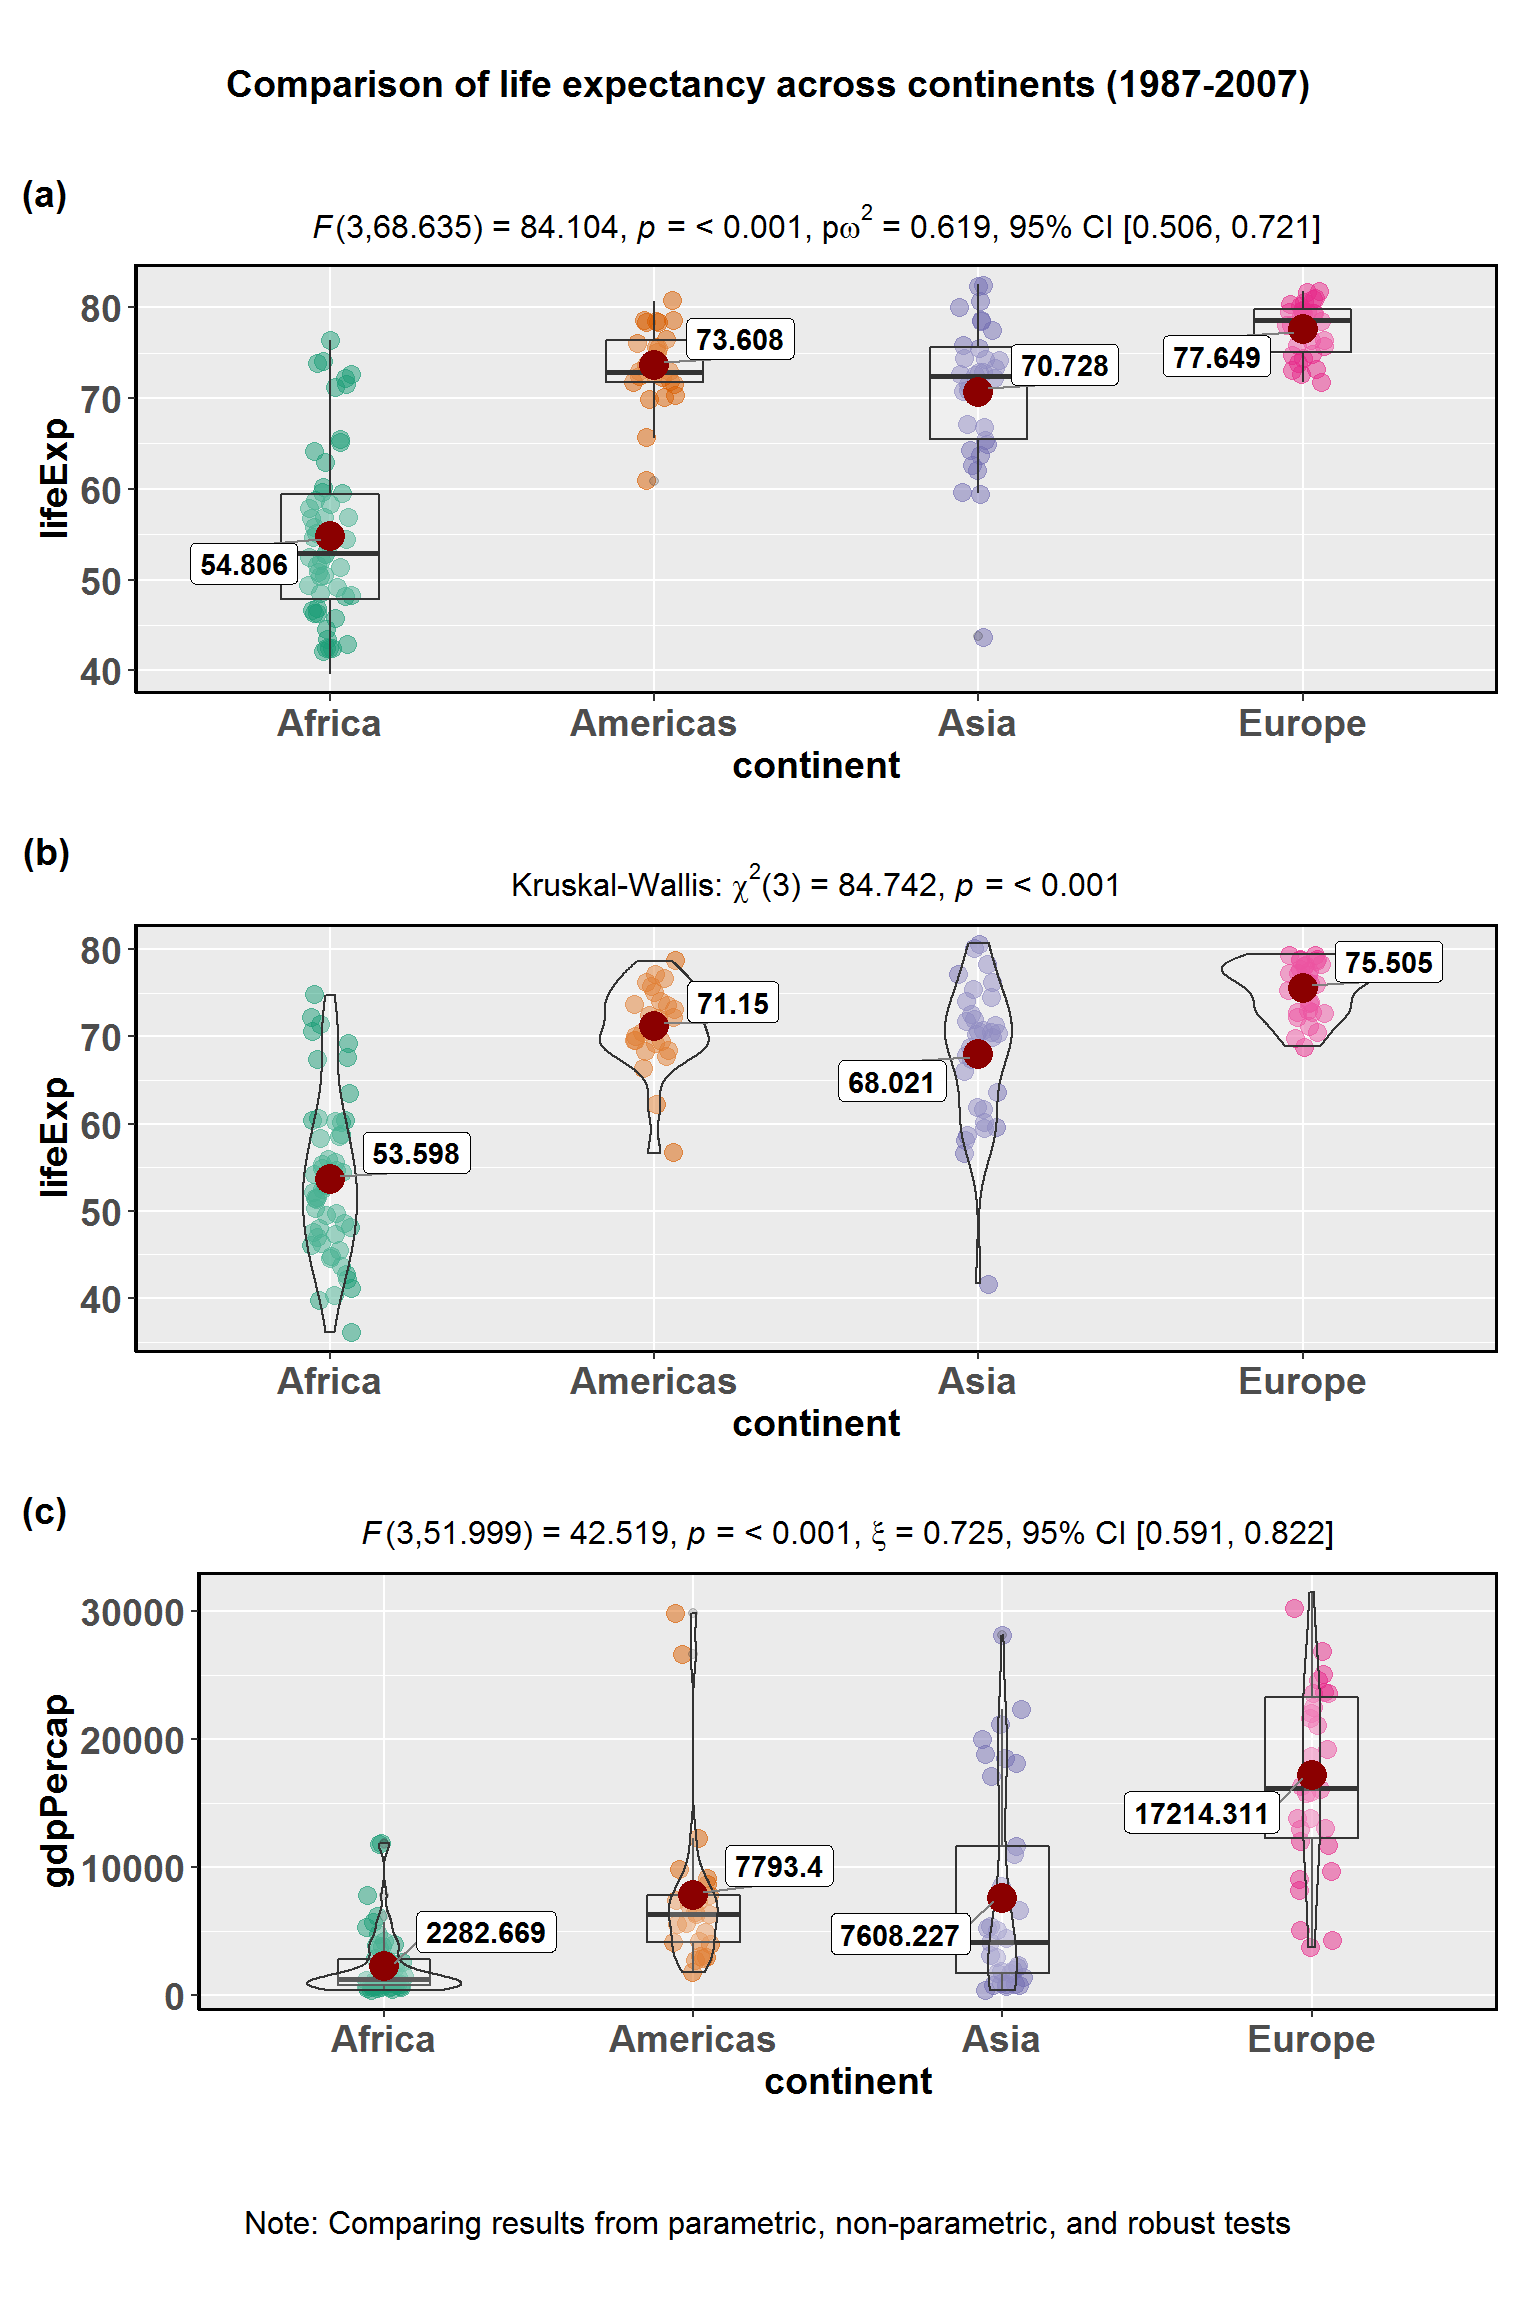 Comparison of life expectancy across continents (1987-2007)
(a)
F(3,68.635) = 84.104, p = < 0.001, pω² = 0.619, 95% CI [0.506, 0.721]
lifeExp
80
70
60
50
40
54.806
73.608
70.728
77.649
Africa Americas Asia Europe
continent
(b)
Kruskal-Wallis: χ²(3) = 84.742, p = < 0.001
lifeExp
80
70
60
50
40
53.598
71.15
68.021
75.505
Africa Americas Asia Europe
continent
(c)
F(3,51.999) = 42.519, p = < 0.001, ξ = 0.725, 95% CI [0.591, 0.822]
gdpPercap
30000
20000
10000
0
2282.669
7793.4
7608.227
17214.311
Africa Americas Asia Europe
continent
Note: Comparing results from parametric, non-parametric, and robust tests